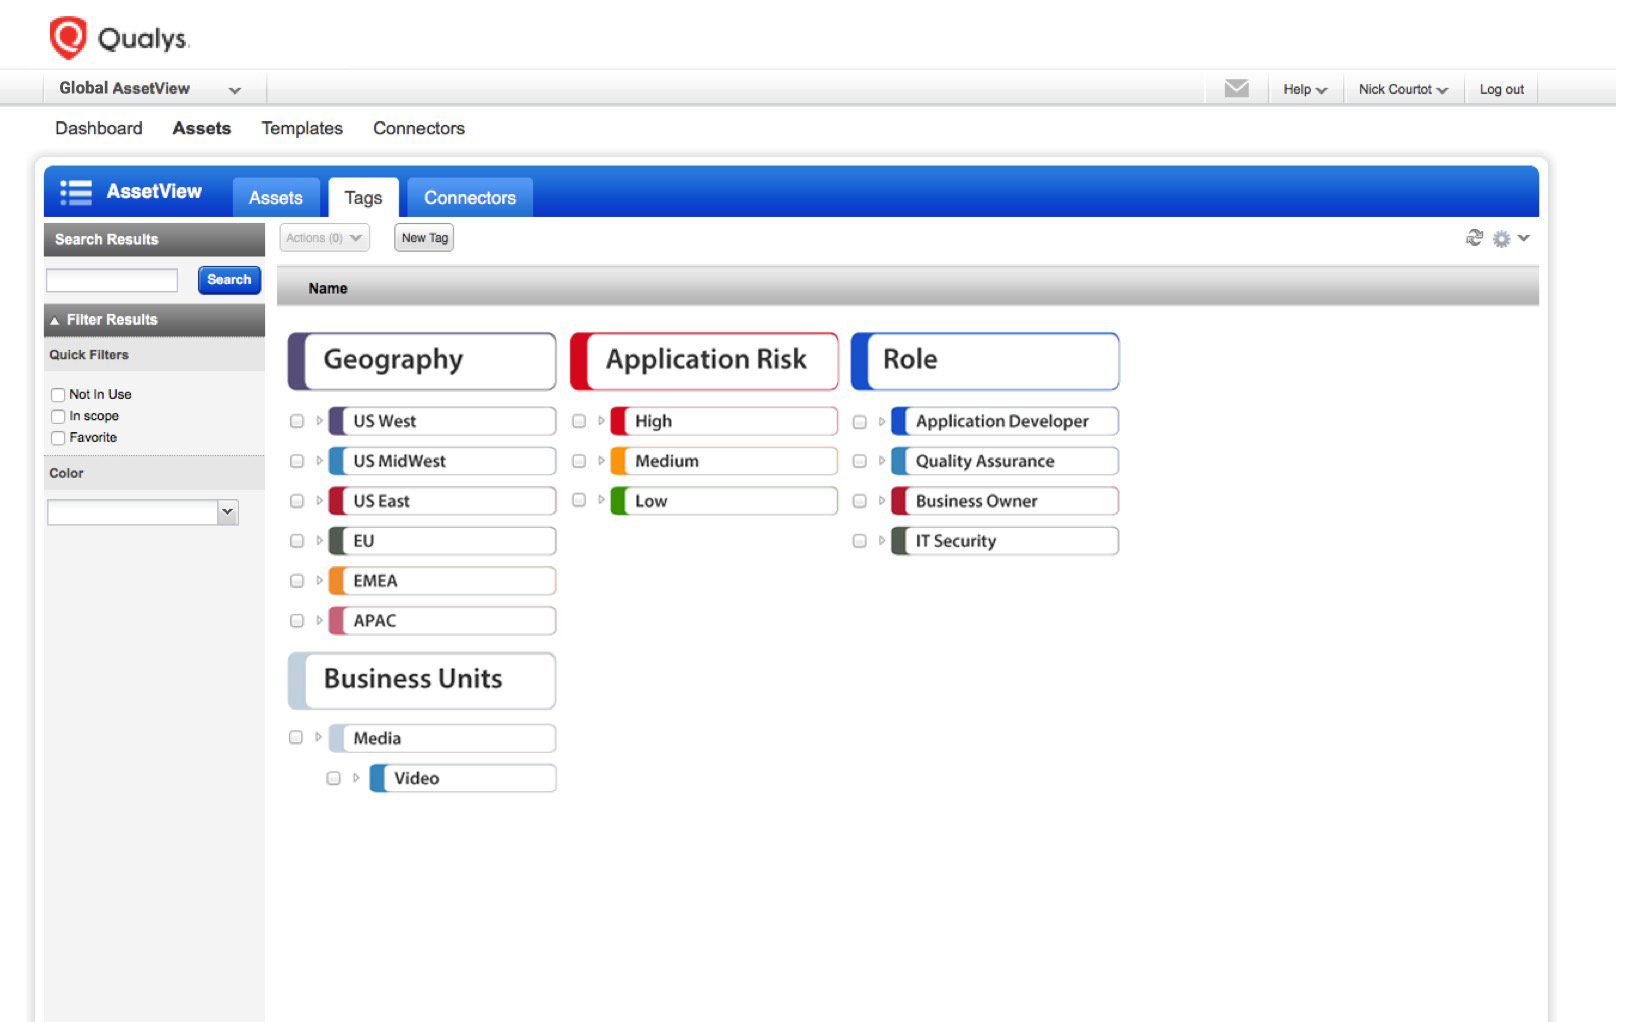 Qualys.
Global AssetView
Help
Nick Courtot
Log out
Dashboard
Assets
Templates
Connectors
AssetView
Assets
Tags
Connectors
Search Results
Actions (0)
New Tag
Search
Name
Filter Results
Quick Filters
Not In Use
In scope
Favorite
Color
Geography
US West
US MidWest
US East
EU
EMEA
APAC
Business Units
Media
Video
Application Risk
High
Medium
Low
Role
Application Developer
Quality Assurance
Business Owner
IT Security